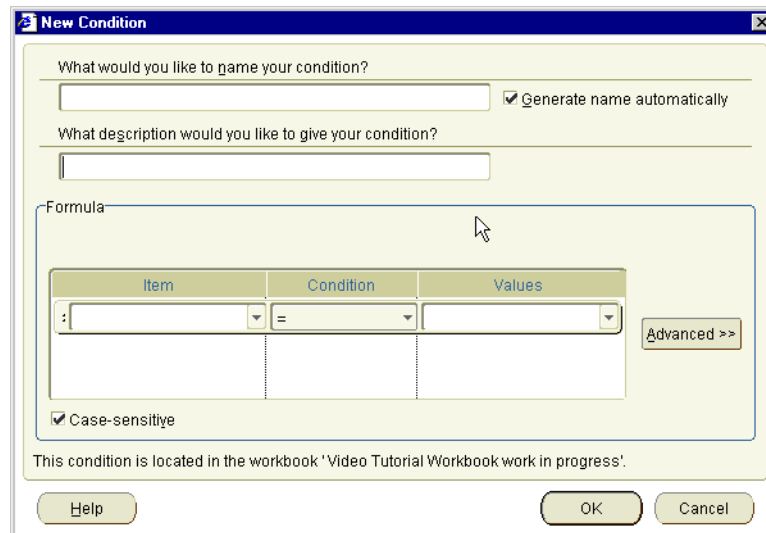 New Condition
What would you like to name your condition?
Generate name automatically
What description would you like to give your condition?
Formula
Item Condition Values
=
Advanced >>
Case-sensitive
This condition is located in the workbook 'Video Tutorial Workbook work in progress'.
Help OK Cancel